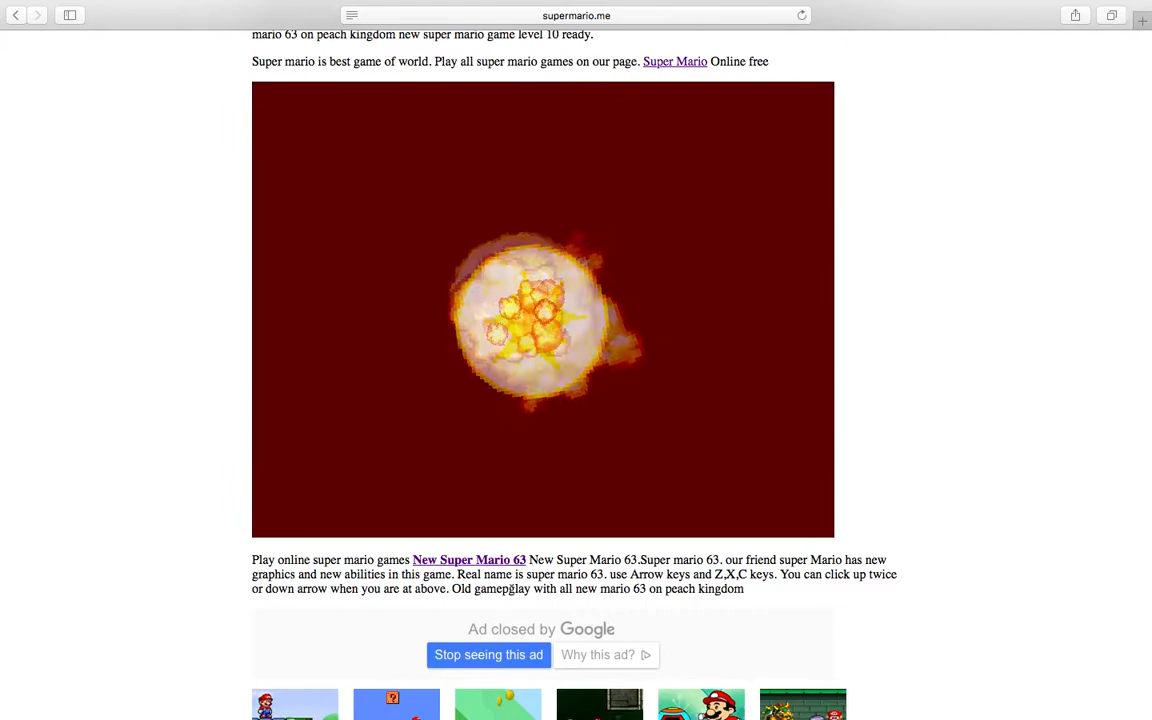 supermario.me
mario 63 on peach kingdom new super mario game level 10 ready.
Super mario is best game of world. Play all super mario games on our page. Super Mario Online free
Play online super mario games New Super Mario 63 New Super Mario 63.Super mario 63. our friend super Mario has new
graphics and new abilities in this game. Real name is super mario 63. use Arrow keys and Z,X,C keys. You can click up twice
or down arrow when you are at above. Old gamepğlay with all new mario 63 on peach kingdom
Ad closed by Google
Stop seeing this ad Why this ad?
?